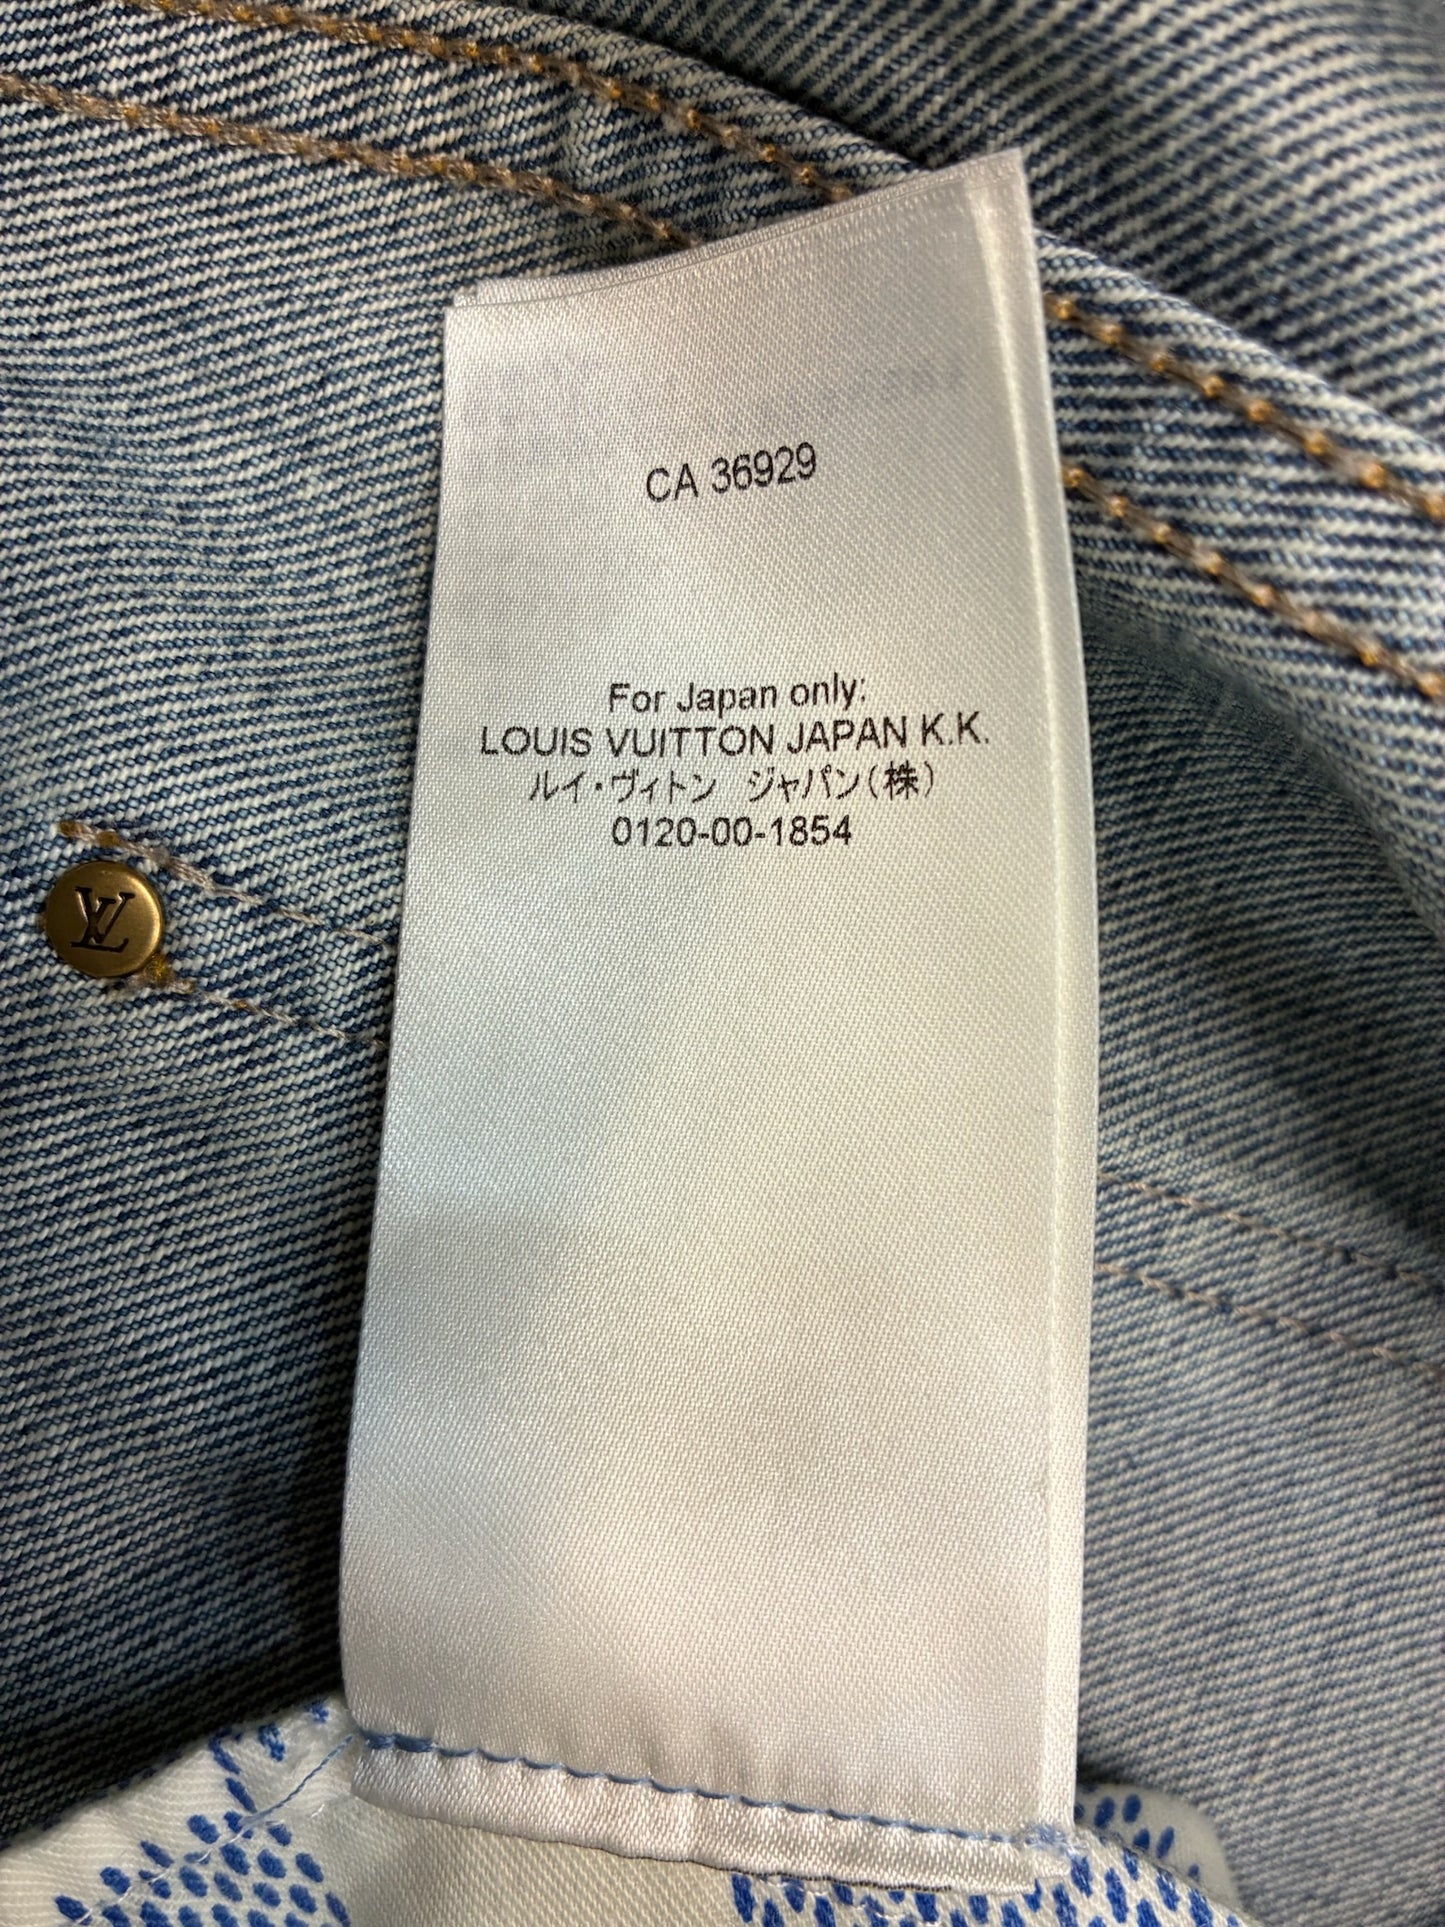 CA 36929
For Japan only:
LOUIS VUITTON JAPAN K.K.
ルイ・ヴィトン ジャパン(株)
0120-00-1854
LV